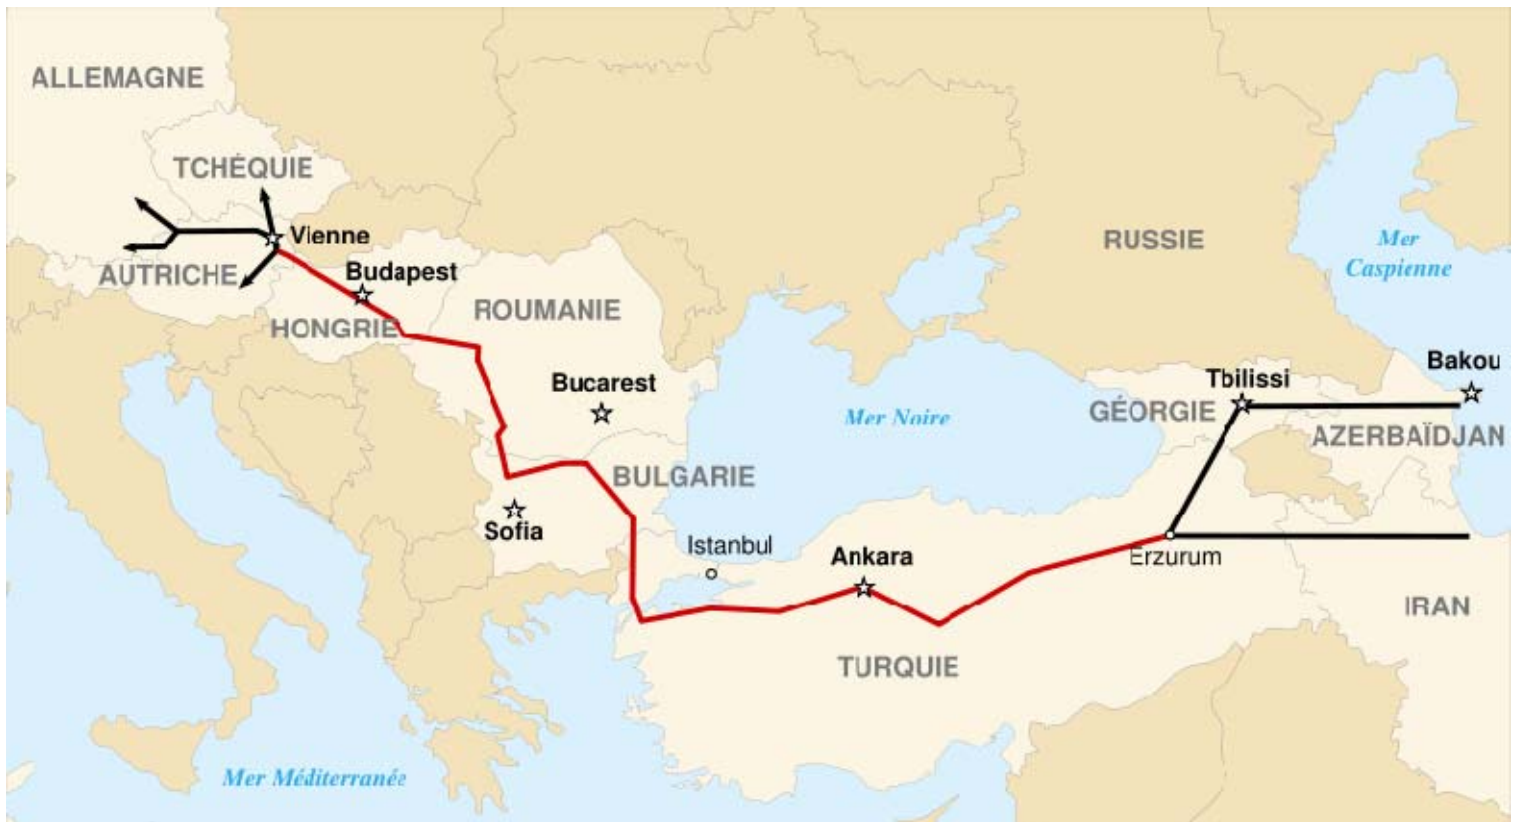 ALLEMAGNE
TCHÉQUIE
Vienne
AUTRICHE
Budapest
HONGRIE
ROUMANIE
Bucarest
BULGARIE
Sofia
Istanbul
Ankara
TURQUIE
Erzurum
Mer Noire
RUSSIE
Mer
Caspienne
Tbilissi
GÉORGIE
Bakou
AZERBAÏDJAN
IRAN
Mer Méditerranée